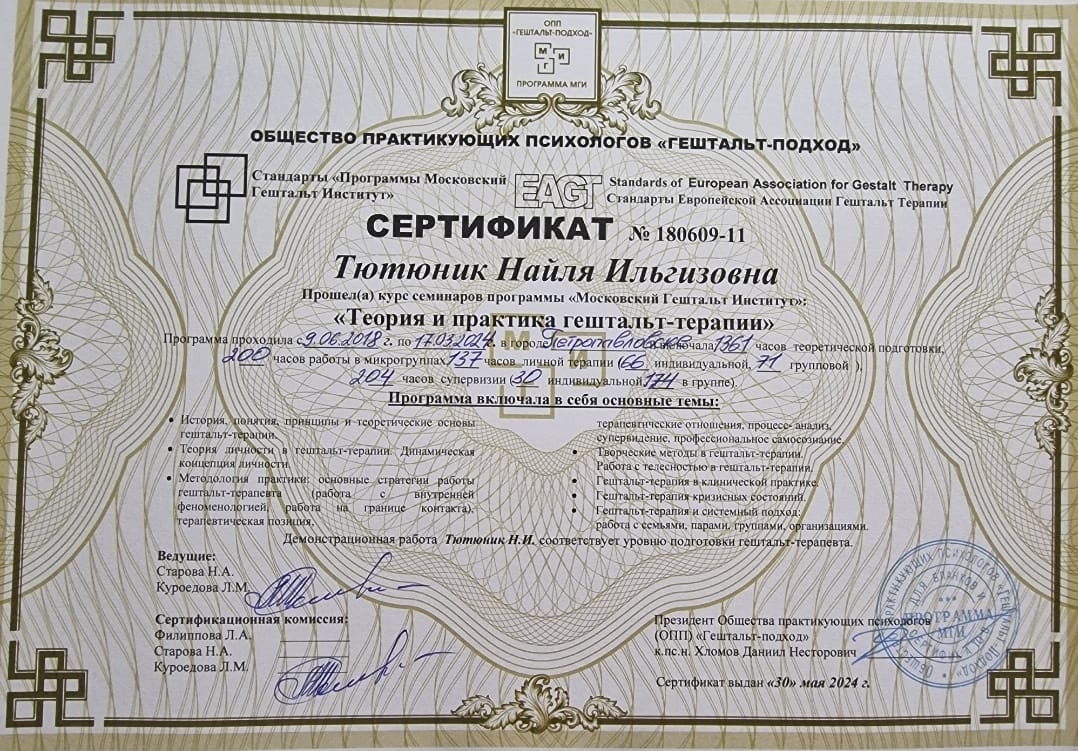 ОПП
«ГЕШТАЛЬТ-ПОДХОД»
М
И
Г
ПРОГРАММА МГИ
ОБЩЕСТВО ПРАКТИКУЮЩИХ ПСИХОЛОГОВ «ГЕШТАЛЬТ-ПОДХОД»
Стандарты «Программы Московский
Гештальт Институт»
EAGT
Standards of European Association for Gestalt Therapy
Стандарты Европейской Ассоциации Гештальт Терапии
СЕРТИФИКАТ № 180609-11
Тютюник Найля Ильгизовна
Прошел(а) курс семинаров программы «Московский Гештальт Институт»:
«Теория и практика гештальт-терапии»
Программа проходила с 9.06.2018 г. по 17.03.2024 г. в городе включала 1361 часов теоретической подготовки,
200 часов работы в микрогруппах, 137 часов личной терапии (66 индивидуальной, 71 групповой ),
204 часов супервизии (30 индивидуальной, 174 в группе).
Программа включала в себя основные темы:
• История, понятия, принципы и теоретические основы
гештальт-терапии.
• Теория личности в гештальт-терапии. Динамическая
концепция личности.
• Методология практики: основные стратегии работы
гештальт-терапевта (работа с внутренней
феноменологией, работа на границе контакта),
терапевтическая позиция,
терапевтические отношения, процесс- анализ,
супервидение, профессиональное самосознание.
• Творческие методы в гештальт-терапии.
Работа с телесностью в гештальт-терапии.
• Гештальт-терапия в клинической практике.
• Гештальт-терапия кризисных состояний.
• Гештальт-терапия и системный подход:
работа с семьями, парами, группами, организациями.
Демонстрационная работа Тютюник Н.И. соответствует уровню подготовки гештальт-терапевта.
Ведущие:
Старова Н.А.
Куроедова Л.М.
Сертификационная комиссия:
Филиппова Л.А.
Старова Н.А.
Куроедова Л.М.
Президент Общества практикующих психологов
(ОПП) «Гештальт-подход»
к.пс.н. Хломов Даниил Несторович
Сертификат выдан «30» мая 2024 г.
ПРОГРАММА
МГИ